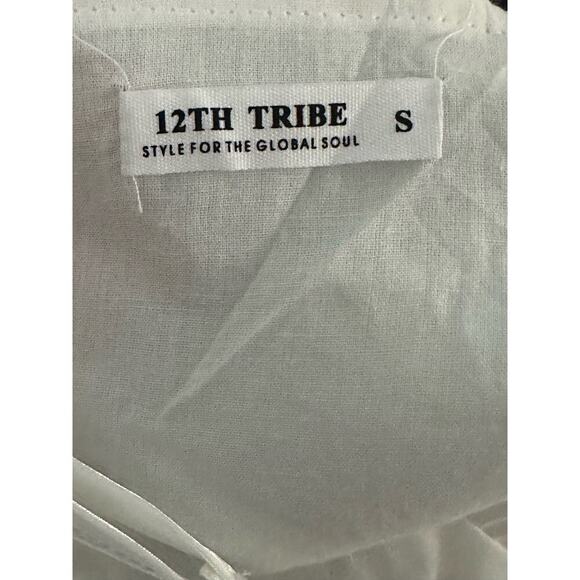 12TH TRIBE S
STYLE FOR THE GLOBAL SOUL